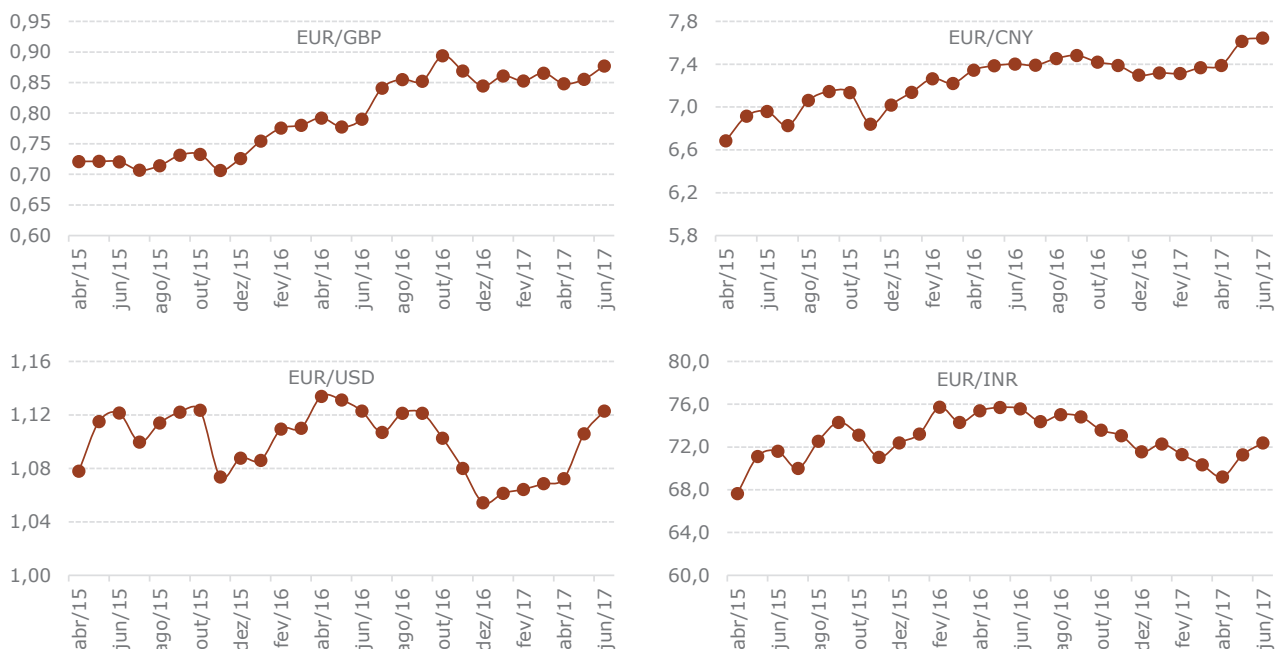 EUR/GBP
0,95
0,90
0,85
0,80
0,75
0,70
0,65
0,60
abr/15
jun/15
ago/15
out/15
dez/15
fev/16
abr/16
jun/16
ago/16
out/16
dez/16
fev/17
abr/17
jun/17
EUR/CNY
7,8
7,4
7,0
6,6
6,2
5,8
abr/15
jun/15
ago/15
out/15
dez/15
fev/16
abr/16
jun/16
ago/16
out/16
dez/16
fev/17
abr/17
jun/17
EUR/USD
1,16
1,12
1,08
1,04
1,00
abr/15
jun/15
ago/15
out/15
dez/15
fev/16
abr/16
jun/16
ago/16
out/16
dez/16
fev/17
abr/17
jun/17
EUR/INR
80,0
76,0
72,0
68,0
64,0
60,0
abr/15
jun/15
ago/15
out/15
dez/15
fev/16
abr/16
jun/16
ago/16
out/16
dez/16
fev/17
abr/17
jun/17